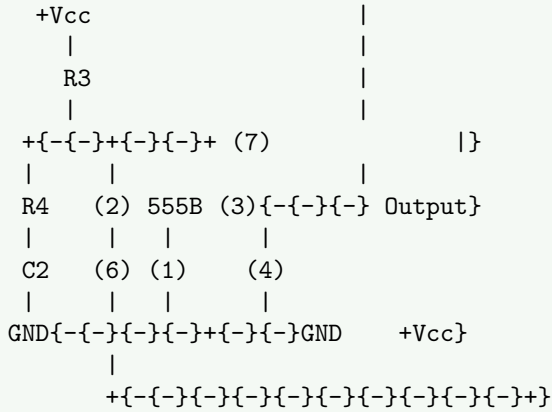 +Vcc |
| |
R3 |
| |
+{-{-}+{-}{-}+ (7) |}
| | |
R4 (2) 555B (3){-{-}{-} Output}
| | | |
C2 (6) (1) (4)
| | | |
GND{-{-}{-}{-}+{-}{-}GND +Vcc}
|
+{-{-}{-}{-}{-}{-}{-}{-}{-}{-}+}